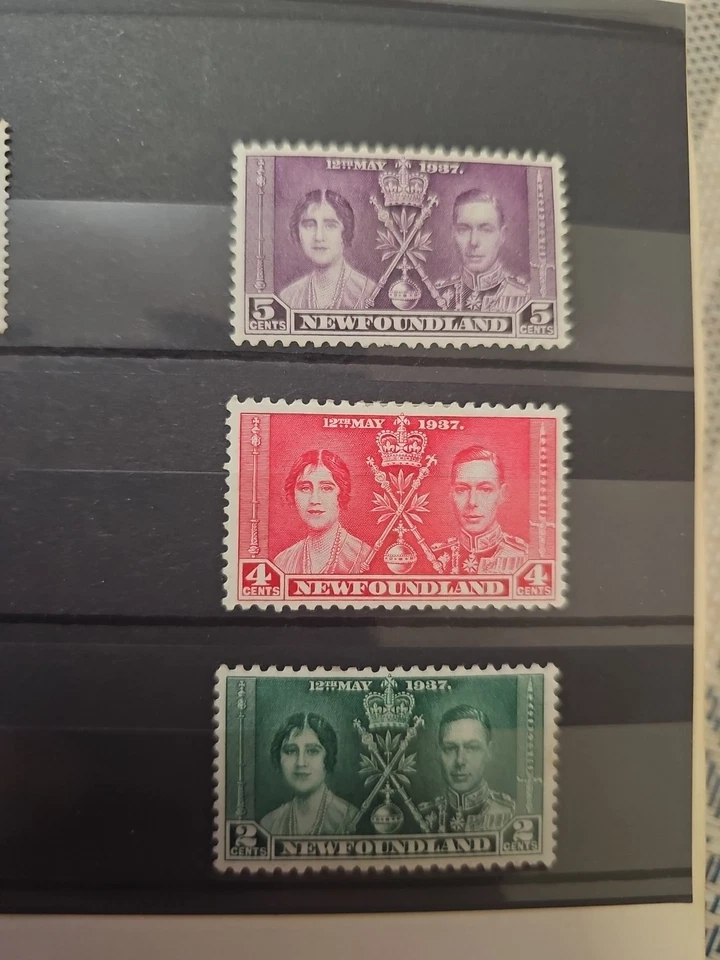 12TH MAY 1937.
5 CENTS NEWFOUNDLAND 5 CENTS
12TH MAY 1937.
4 CENTS NEWFOUNDLAND 4 CENTS
12TH MAY 1937.
2 CENTS NEWFOUNDLAND 2 CENTS